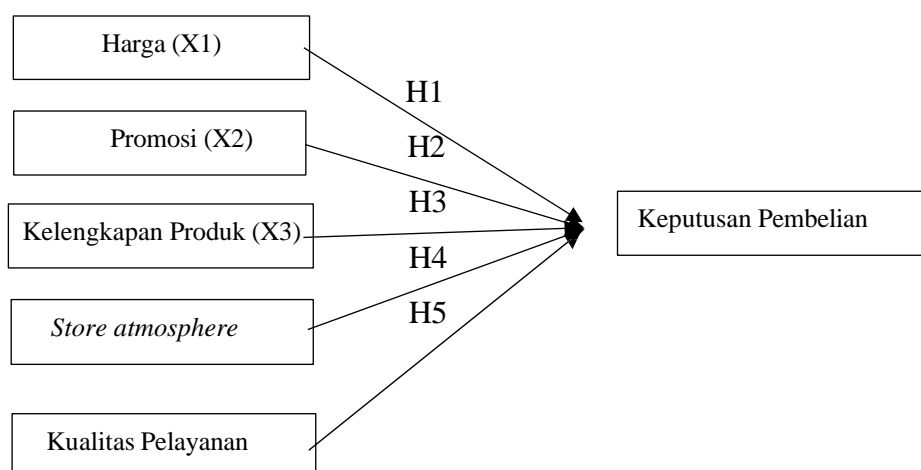 Harga (X1)
H1
Promosi (X2)
H2
H3
Kelengkapan Produk (X3)
Keputusan Pembelian
H4
Store atmosphere
H5
Kualitas Pelayanan